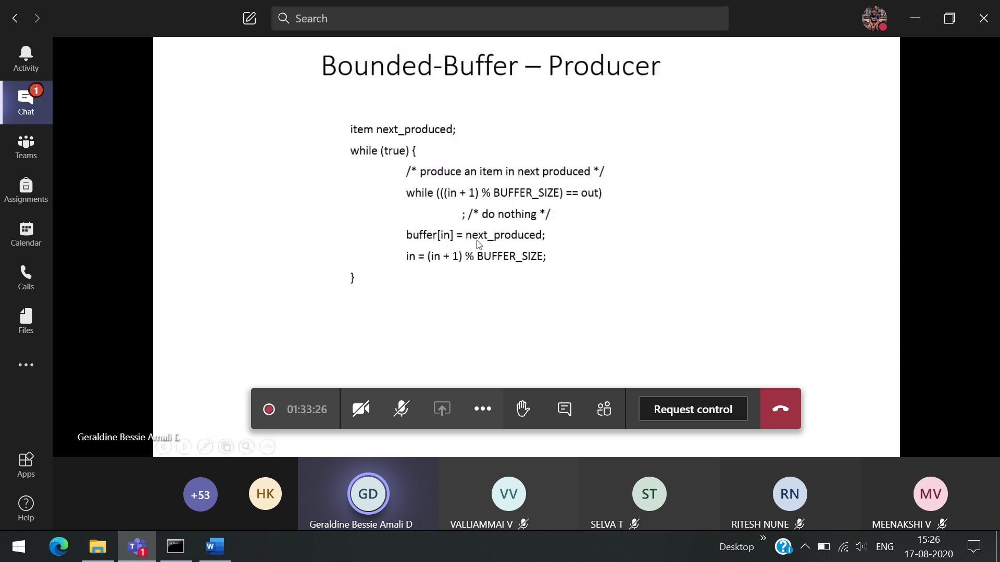 Search
Activity
1
Chat
Teams
Assignments
Calendar
Calls
Files
Apps
Help
Bounded-Buffer – Producer
item next_produced;
while (true) {
/* produce an item in next produced */
while (((in + 1) % BUFFER_SIZE) == out)
; /* do nothing */
buffer[in] = next_produced;
in = (in + 1) % BUFFER_SIZE;
}
01:33:26
Request control
Geraldine Bessie Amali D
+53
HK
GD
VV
ST
RN
MV
Geraldine Bessie Amali D
VALLIAMMAI V
SELVA T
RITESH NUNE
MEENAKSHI V
T
1
W
Desktop
ENG
15:26
17-08-2020